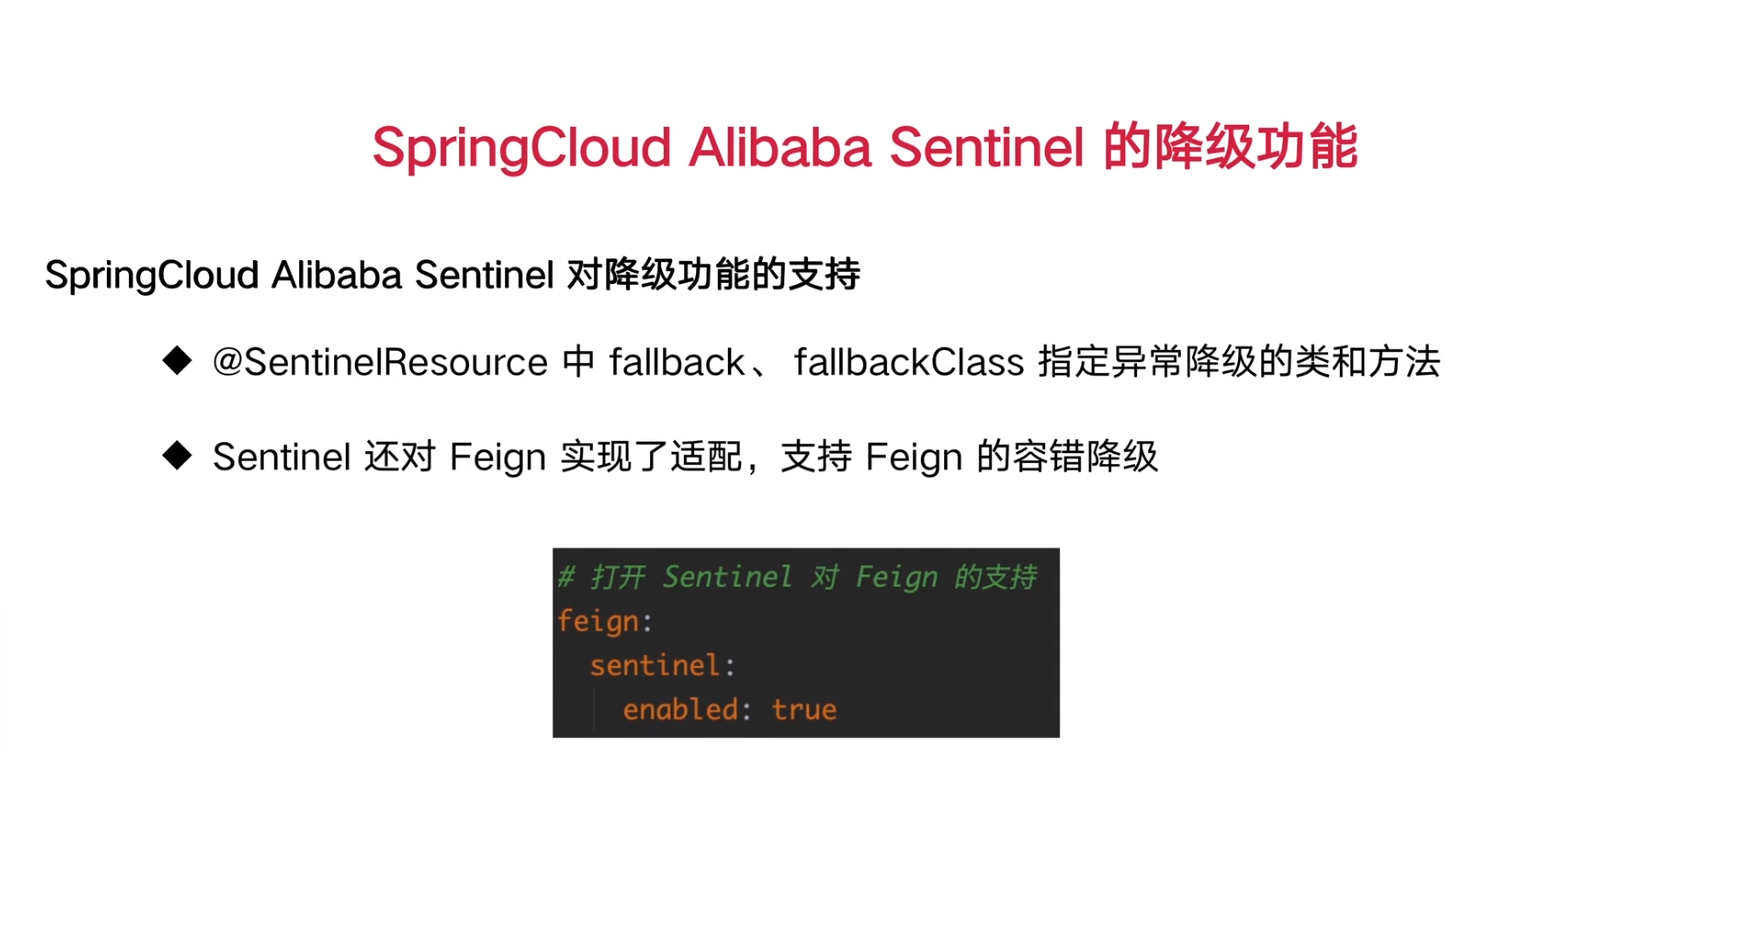 SpringCloud Alibaba Sentinel 的降级功能
SpringCloud Alibaba Sentinel 对降级功能的支持
◆ @SentinelResource 中 fallback、 fallbackClass 指定异常降级的类和方法
◆ Sentinel 还对 Feign 实现了适配，支持 Feign 的容错降级
# 打开 Sentinel 对 Feign 的支持
feign:
  sentinel:
    enabled: true